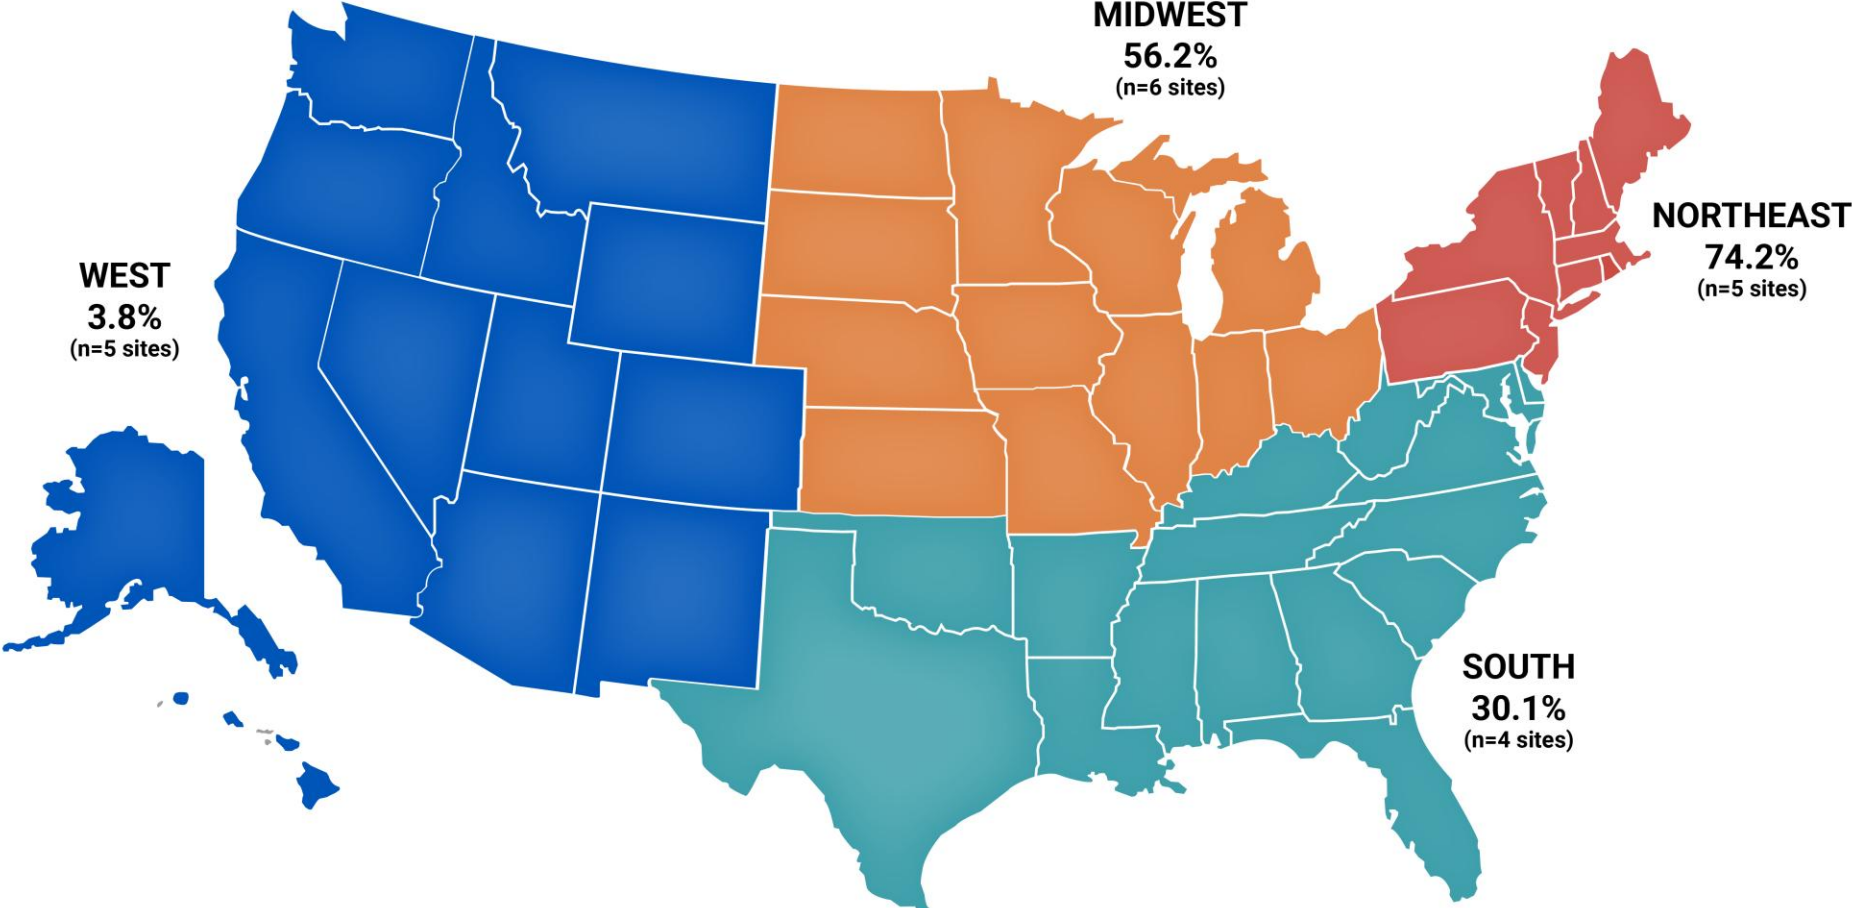 MIDWEST
56.2%
(n=6 sites)
NORTHEAST
74.2%
(n=5 sites)
WEST
3.8%
(n=5 sites)
SOUTH
30.1%
(n=4 sites)